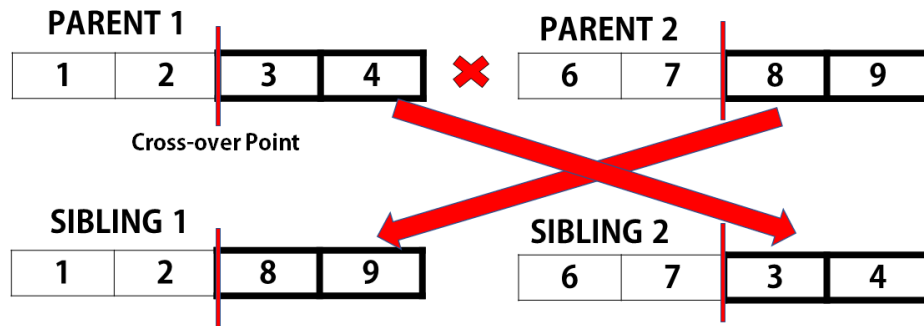 PARENT 1
PARENT 2
1 2 3 4
6 7 8 9
Cross-over Point
SIBLING 1
SIBLING 2
1 2 8 9
6 7 3 4